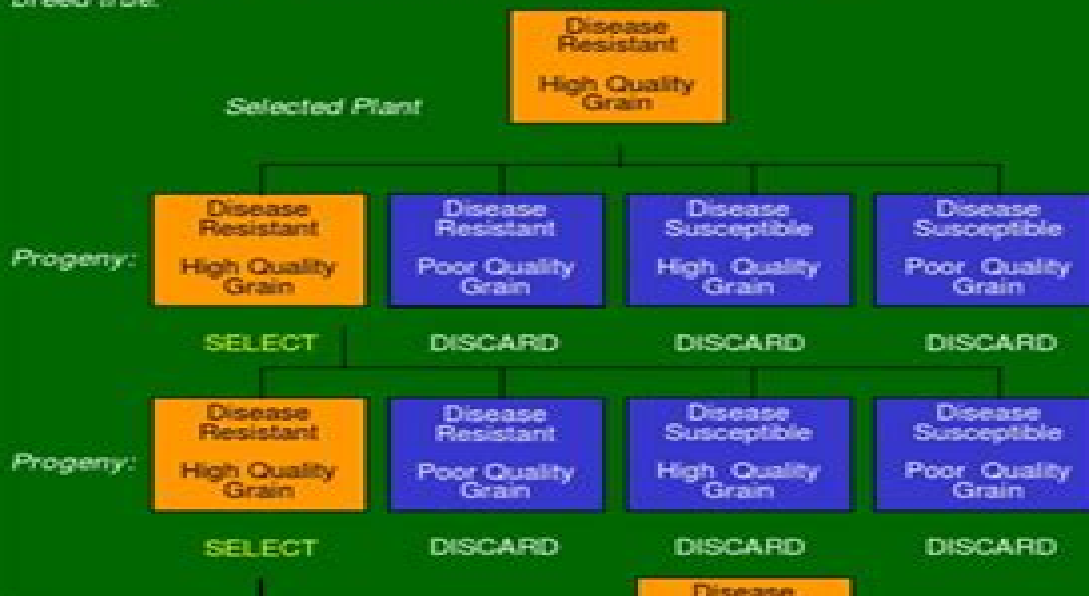 breed true.
Disease
Resistant
High Quality
Grain
Selected Plant
Progeny:
Disease
Resistant
High Quality
Grain
Disease
Resistant
Poor Quality
Grain
Disease
Susceptible
High Quality
Grain
Disease
Susceptible
Poor Quality
Grain
SELECT
DISCARD
DISCARD
DISCARD
Progeny:
Disease
Resistant
High Quality
Grain
Disease
Resistant
Poor Quality
Grain
Disease
Susceptible
High Quality
Grain
Disease
Susceptible
Poor Quality
Grain
SELECT
DISCARD
DISCARD
DISCARD
Disease